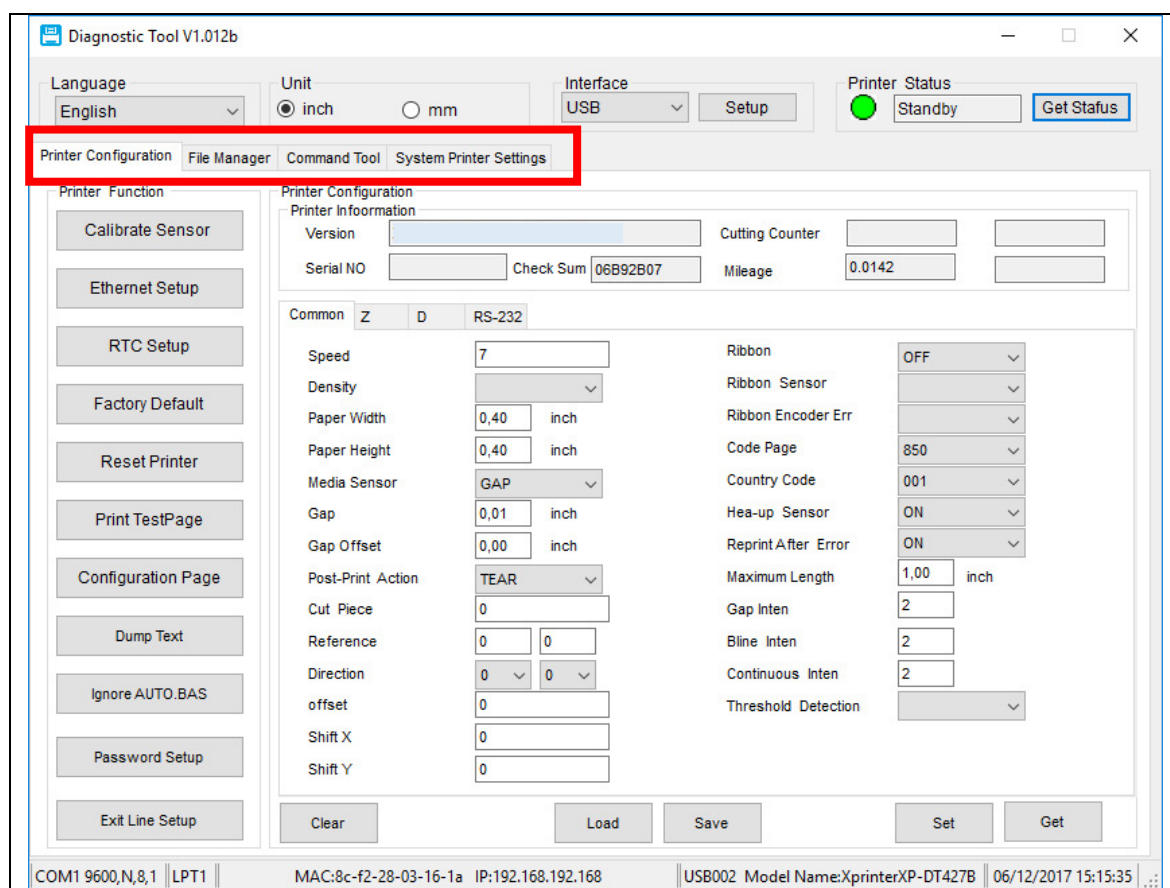 Diagnostic Tool V1.012b
Language Unit Interface Printer Status
English inch mm USB Setup Standby Get Stafus
Printer Configuration File Manager Command Tool System Printer Settings
Printer Function
Calibrate Sensor
Ethernet Setup
RTC Setup
Factory Default
Reset Printer
Print TestPage
Configuration Page
Dump Text
Ignore AUTO.BAS
Password Setup
Exit Line Setup
Printer Configuration
Printer Infoormation
Version Cutting Counter
Serial NO Check Sum 06B92B07 Mileage 0.0142
Common Z D RS-232
Speed 7
Density
Paper Width 0,40 inch
Paper Height 0,40 inch
Media Sensor GAP
Gap 0,01 inch
Gap Offset 0,00 inch
Post-Print Action TEAR
Cut Piece 0
Reference 0 0
Direction 0 0
offset 0
Shift X 0
Shift Y 0
Ribbon OFF
Ribbon Sensor
Ribbon Encoder Err
Code Page 850
Country Code 001
Hea-up Sensor ON
Reprint After Error ON
Maximum Length 1,00 inch
Gap Inten 2
Bline Inten 2
Continuous Inten 2
Threshold Detection
Clear Load Save Set Get
COM1 9600,N,8,1 LPT1 MAC:8c-f2-28-03-16-1a IP:192.168.192.168 USB002 Model Name:XprinterXP-DT427B 06/12/2017 15:15:35